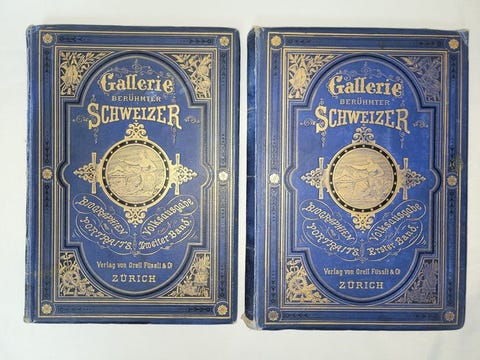 Gallerie
BERÜHMTER
SCHWEIZER
BIOGRAPHIEN
PORTRAITS.
Volksausgabe
Zweiter Band.
Verlag von Orell Füssli & Co
ZÜRICH
Gallerie
BERÜHMTER
SCHWEIZER
BIOGRAPHIEN
PORTRAITS.
Volksausgabe
Erster Band.
Verlag von Orell Füssli & Co
ZÜRICH